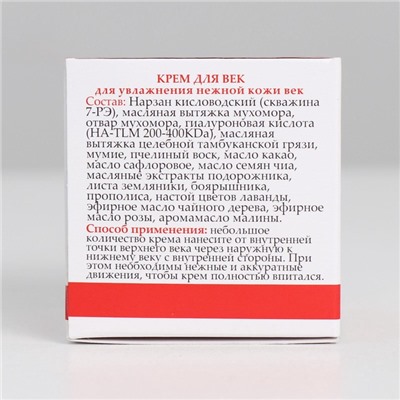 КРЕМ ДЛЯ ВЕК
для увлажнения нежной кожи век
Состав: Нарзан кисловодский (скважина
7-РЭ), масляная вытяжка мухомора,
отвар мухомора, гиалуроновая кислота
(HA-TLM 200-400KDa), масляная
вытяжка целебной тамбуканской грязи,
мумие, пчелиный воск, масло какао,
масло сафлоровое, масло семян чиа,
масляные экстракты подорожника,
листа земляники, боярышника,
прополиса, настой цветов лаванды,
эфирное масло чайного дерева, эфирное
масло розы, аромамасло малины.
Способ применения: небольшое
количество крема нанесите от внутренней
точки верхнего века через наружную к
нижнему веку с внутренней стороны. При
этом необходимы нежные и аккуратные
движения, чтобы крем полностью впитался.